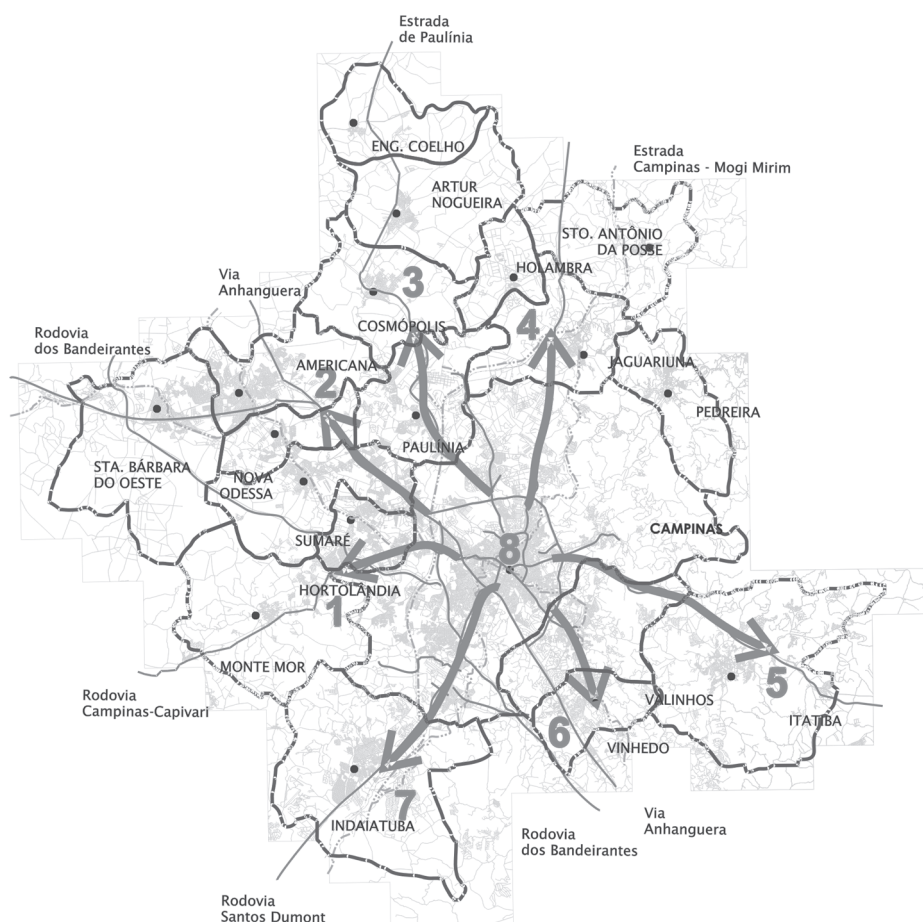 Estrada
de Paulínia
ENG. COELHO
Estrada
Campinas - Mogi Mirim
ARTUR
NOGUEIRA
STO. ANTÔNIO
DA POSSE
HOLAMBRA
Via
Anhanguera
3
4
COSMÓPOLIS
Rodovia
dos Bandeirantes
AMERICANA
JAGUARIUNA
2
PEDREIRA
PAULÍNIA
STA. BÁRBARA
DO OESTE
NOVA
ODESSA
CAMPINAS
SUMARÉ
8
HORTOLÂNDIA
1
MONTE MOR
5
Rodovia
Campinas-Capivari
VALINHOS
ITATIBA
6
VINHEDO
7
INDAIATUBA
Via
Anhanguera
Rodovia
dos Bandeirantes
Rodovia
Santos Dumont